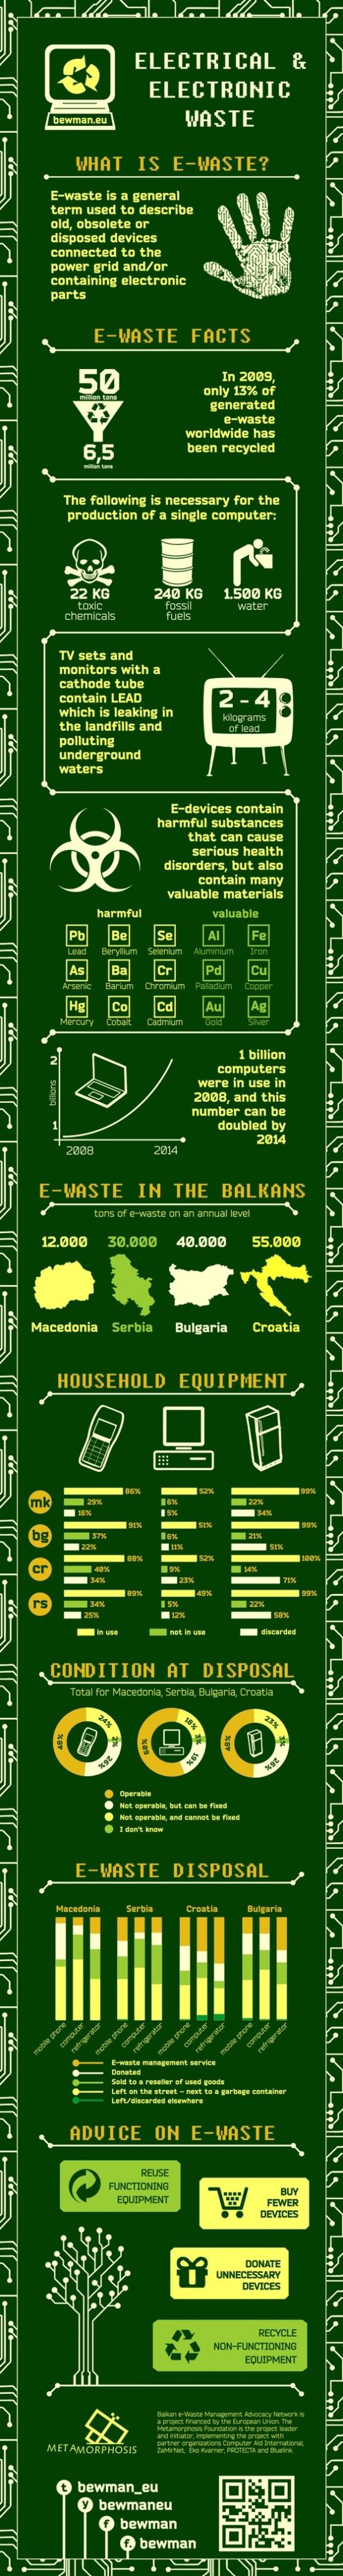 bewman.eu
ELECTRICAL &
ELECTRONIC
WASTE
WHAT IS E-WASTE?
E-waste is a general
term used to describe
old, obsolete or
disposed devices
connected to the
power grid and/or
containing electronic
parts
E-WASTE FACTS
50
million tons
6,5
million tons
In 2009,
only 13% of
generated
e-waste
worldwide has
been recycled
The following is necessary for the
production of a single computer:
22 KG
toxic
chemicals
240 KG
fossil
fuels
1.500 KG
water
TV sets and
monitors with a
cathode tube
contain LEAD
which is leaking in
the landfills and
polluting
underground
waters
2 - 4
kilograms
of lead
E-devices contain
harmful substances
that can cause
serious health
disorders, but also
contain many
valuable materials
harmful
valuable
Pb Be Se Al Fe
Lead Beryllium Selenium Aluminium Iron
As Ba Cr Pd Cu
Arsenic Barium Chromium Palladium Copper
Hg Co Cd Au Ag
Mercury Cobalt Cadmium Gold Silver
2
billions
1
2008 2014
1 billion
computers
were in use in
2008, and this
number can be
doubled by
2014
E-WASTE IN THE BALKANS
tons of e-waste on an annual level
12.000 30.000 40.000 55.000
Macedonia Serbia Bulgaria Croatia
HOUSEHOLD EQUIPMENT
mk
86% 52% 99%
29% 6% 22%
16% 5% 34%
bg
91% 51% 99%
37% 6% 21%
22% 11% 51%
cr
88% 52% 100%
40% 9% 14%
34% 23% 71%
rs
89% 49% 99%
34% 5% 22%
25% 12% 58%
in use not in use discarded
CONDITION AT DISPOSAL
Total for Macedonia, Serbia, Bulgaria, Croatia
48% 24% 2% 26%
18% 19%
48% 23% 26%
Operable
Not operable, but can be fixed
Not operable, and cannot be fixed
I don't know
E-WASTE DISPOSAL
Macedonia Serbia Croatia Bulgaria
mobile phone computer refrigerator mobile phone computer refrigerator mobile phone computer refrigerator mobile phone computer refrigerator
E-waste management service
Donated
Sold to a reseller of used goods
Left on the street - next to a garbage container
Left/discarded elsewhere
ADVICE ON E-WASTE
REUSE
FUNCTIONING
EQUIPMENT
BUY
FEWER
DEVICES
DONATE
UNNECESSARY
DEVICES
RECYCLE
NON-FUNCTIONING
EQUIPMENT
METAMORPHOSIS
Balkan e-Waste Management Advocacy Network is
a project financed by the European Union. The
Metamorphosis Foundation is the project leader
and initiator, implementing the project with
partner organizations Computer Aid International,
ZaMirNet, Eko Kvarner, PROTECTA and Bluelink.
t bewman_eu
y bewmaneu
f bewman
bewman